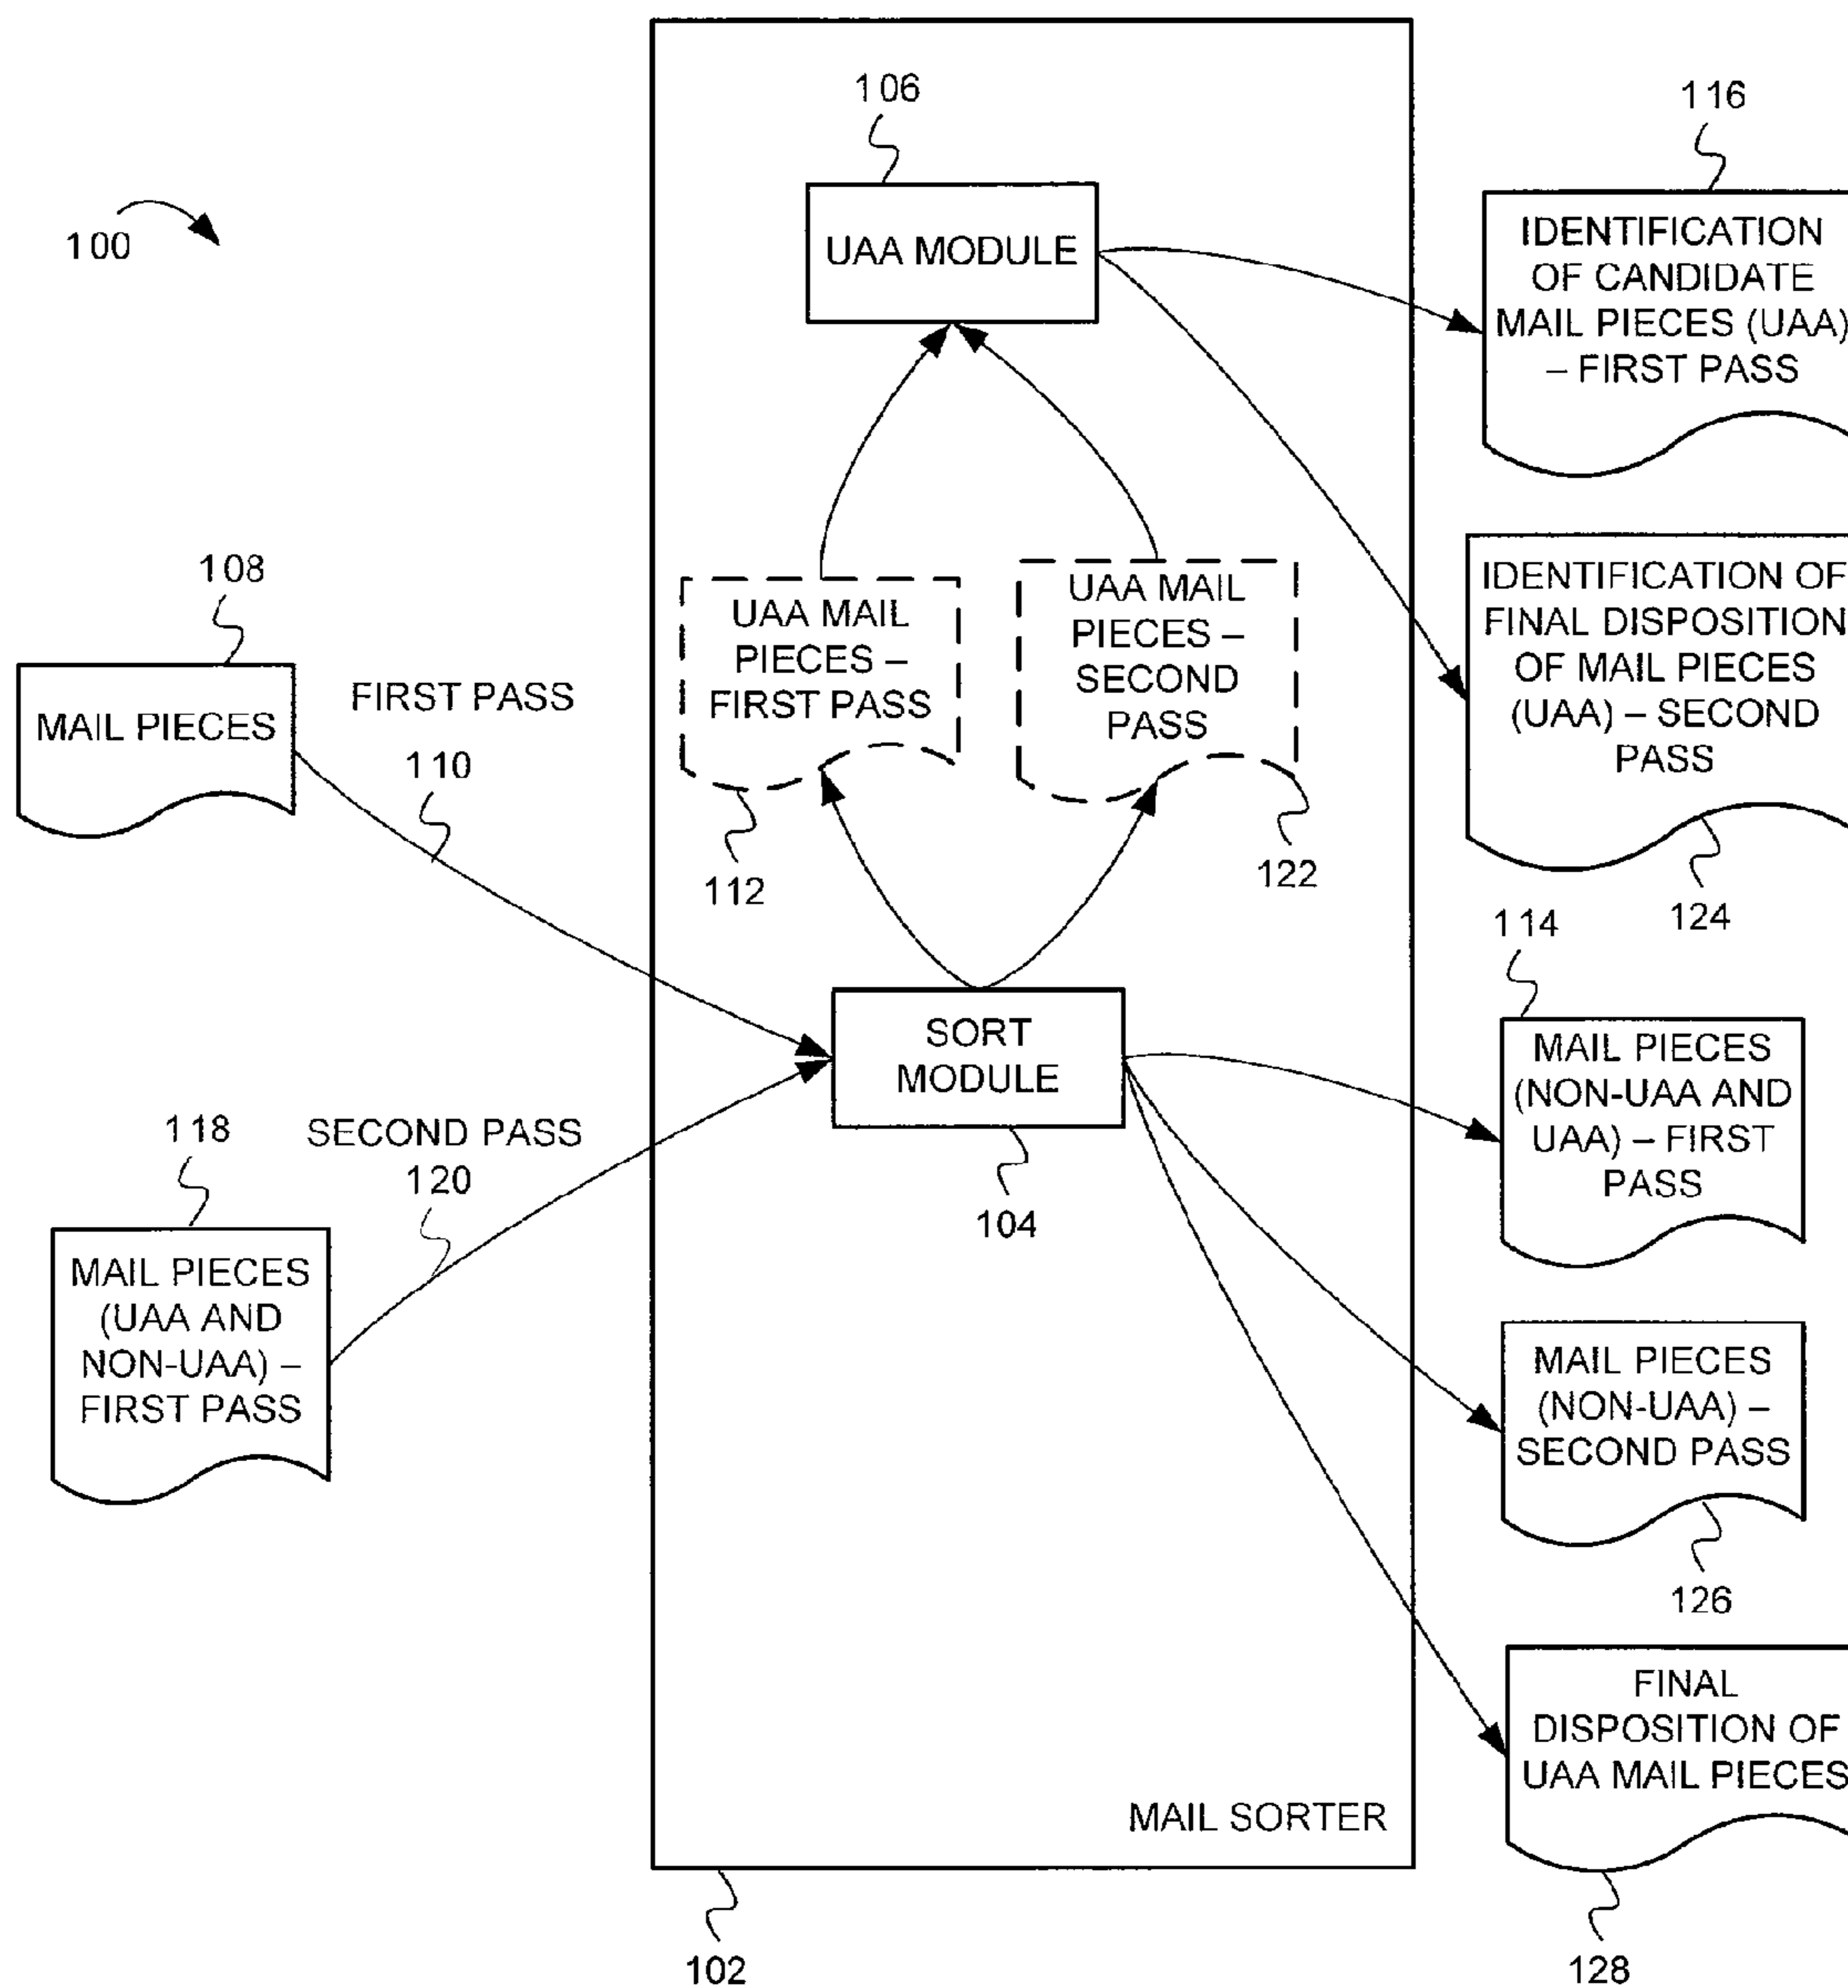 100
106
UAA MODULE
116
IDENTIFICATION
OF CANDIDATE
MAIL PIECES (UAA)
– FIRST PASS
108
MAIL PIECES
FIRST PASS
110
UAA MAIL
PIECES –
FIRST PASS
112
UAA MAIL
PIECES –
SECOND
PASS
122
IDENTIFICATION OF
FINAL DISPOSITION
OF MAIL PIECES
(UAA) – SECOND
PASS
124
118
MAIL PIECES
(UAA AND
NON-UAA) –
FIRST PASS
SECOND PASS
120
SORT
MODULE
104
114
MAIL PIECES
(NON-UAA AND
UAA) – FIRST
PASS
MAIL PIECES
(NON-UAA) –
SECOND PASS
126
FINAL
DISPOSITION OF
UAA MAIL PIECES
128
MAIL SORTER
102